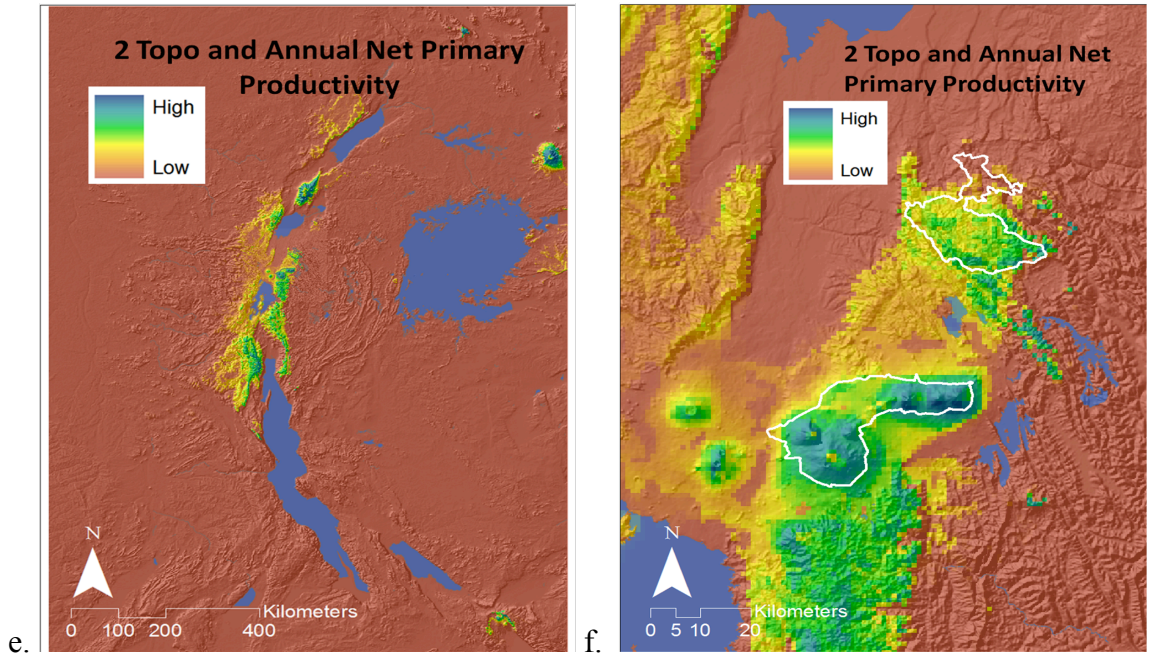 2 Topo and Annual Net Primary
Productivity
High
Low
N
Kilometers
0 100 200 400
e.
2 Topo and Annual Net
Primary Productivity
High
Low
N
Kilometers
0 5 10 20
f.